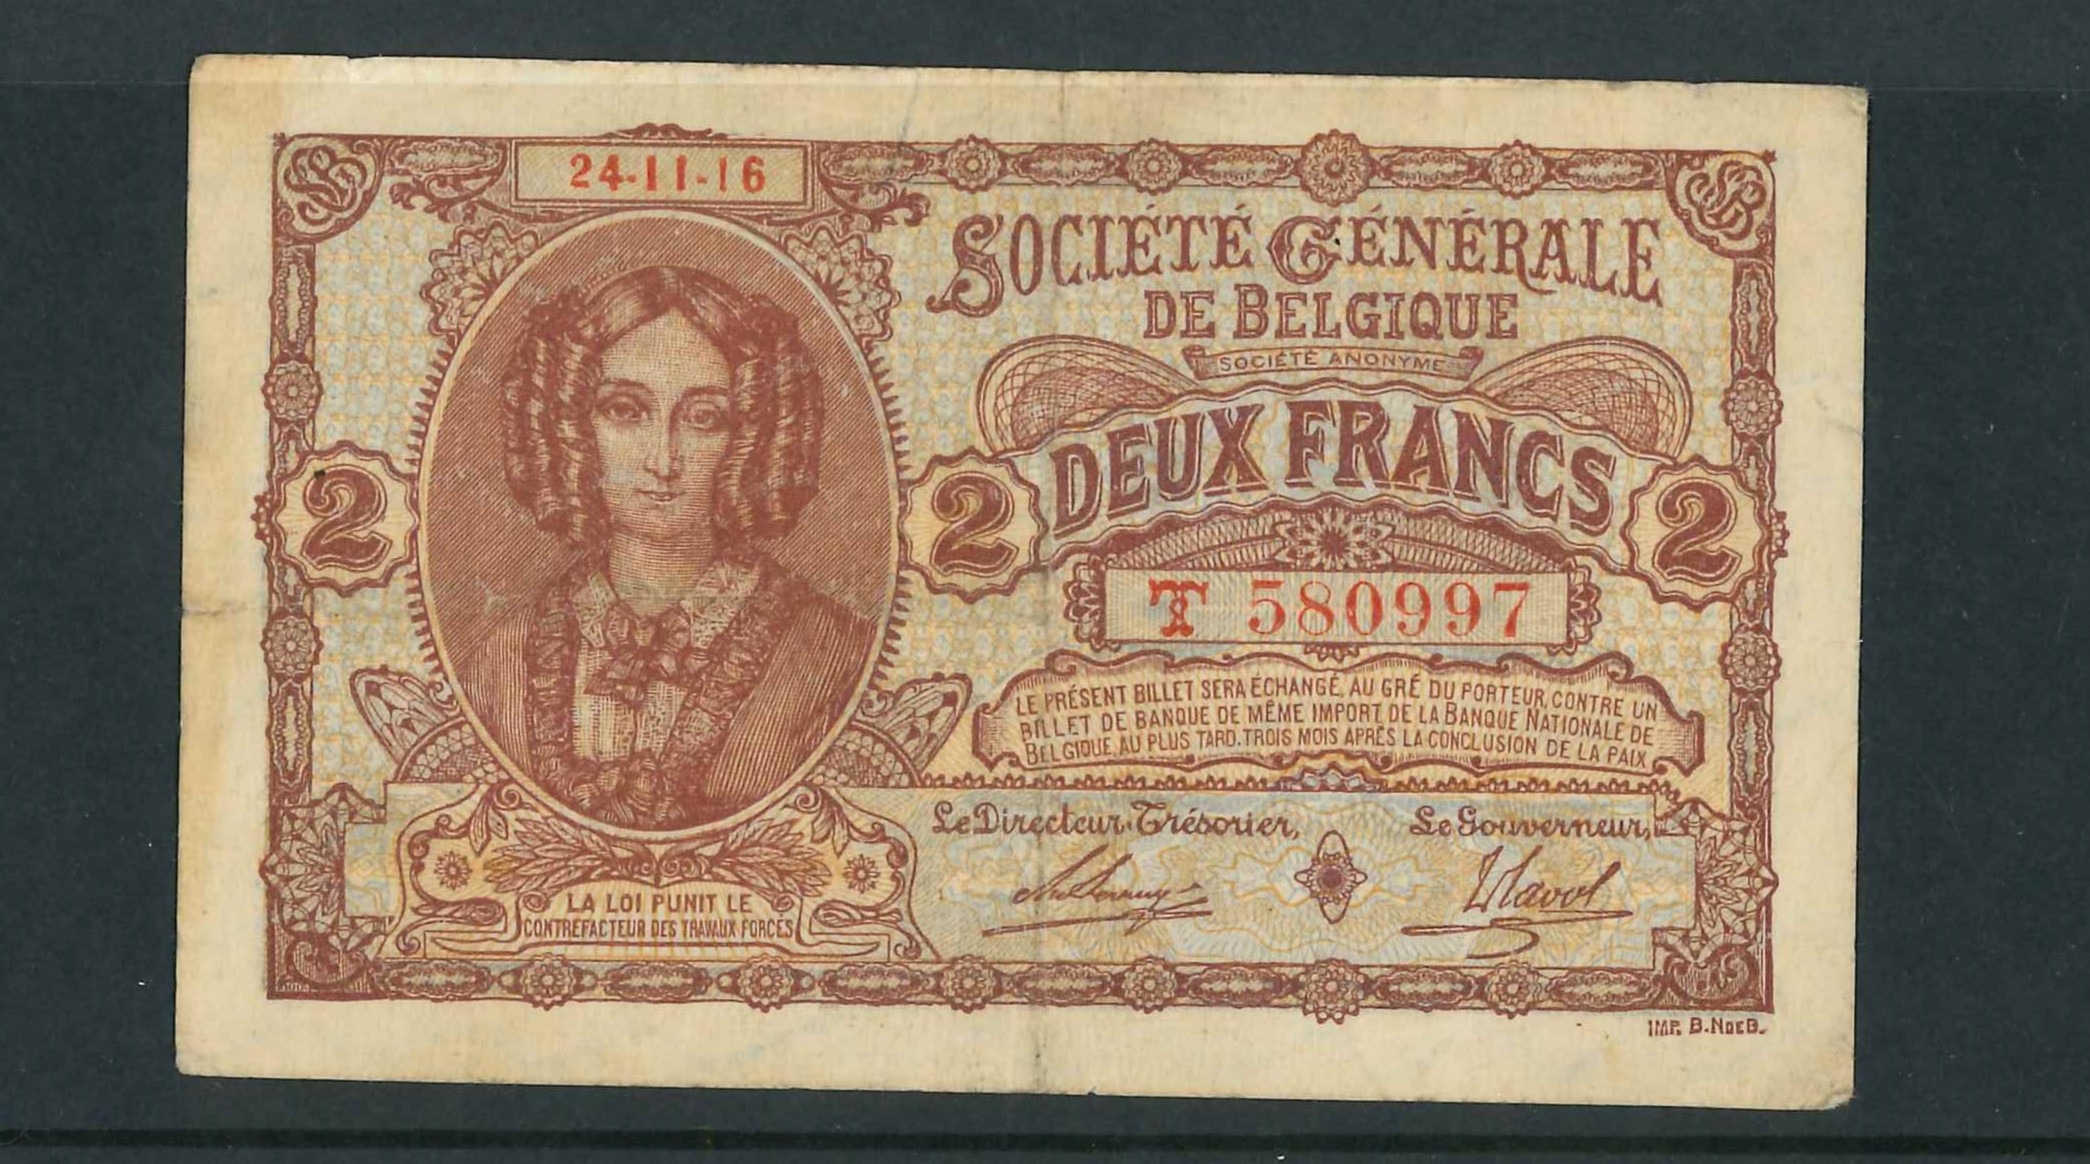 24-11-16
SOCIÉTÉ GÉNÉRALE
DE BELGIQUE
SOCIÉTÉ ANONYME
DEUX FRANCS
2
2
2
T 580997
LE PRÉSENT BILLET SERA ÉCHANGÉ, AU GRÉ DU PORTEUR, CONTRE UN
BILLET DE BANQUE DE MÊME IMPORT DE LA BANQUE NATIONALE DE
BELGIQUE, AU PLUS TARD, TROIS MOIS APRÈS LA CONCLUSION DE LA PAIX
Le Directeur-Trésorier,
Le Gouverneur,
LA LOI PUNIT LE
CONTREFACTEUR DES TRAVAUX FORCÉS
IMP. B. NDEB.